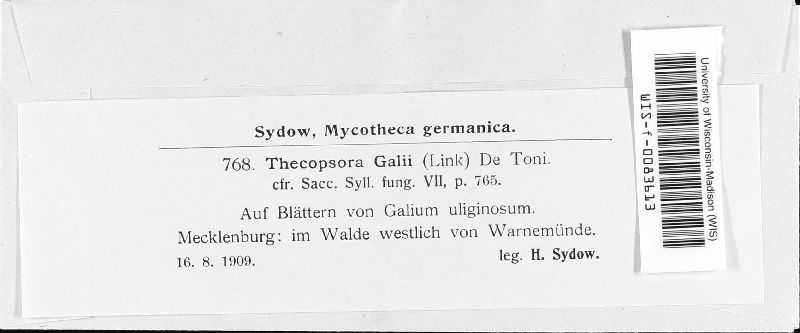 Sydow, Mycotheca germanica.
768. Thecopsora Galii (Link) De Toni.
cfr. Sacc. Syll. fung. VII, p. 765.
Auf Blättern von Galium uliginosum.
Mecklenburg: im Walde westlich von Warnemünde.
16. 8. 1909. leg. H. Sydow.
University of Wisconsin-Madison (WIS)
WIS-f-0083613